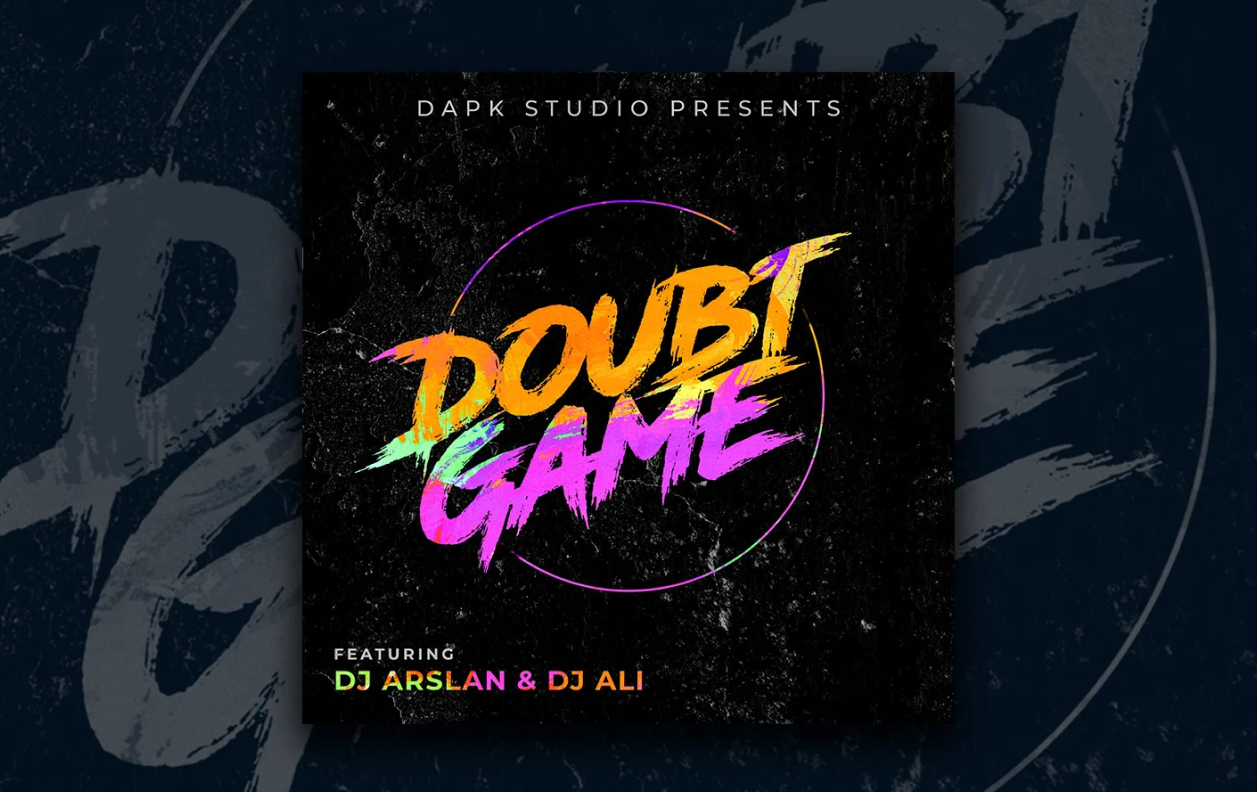 DAPK STUDIO PRESENTS
DOUBT
GAME
FEATURING
DJ ARSLAN & DJ ALI